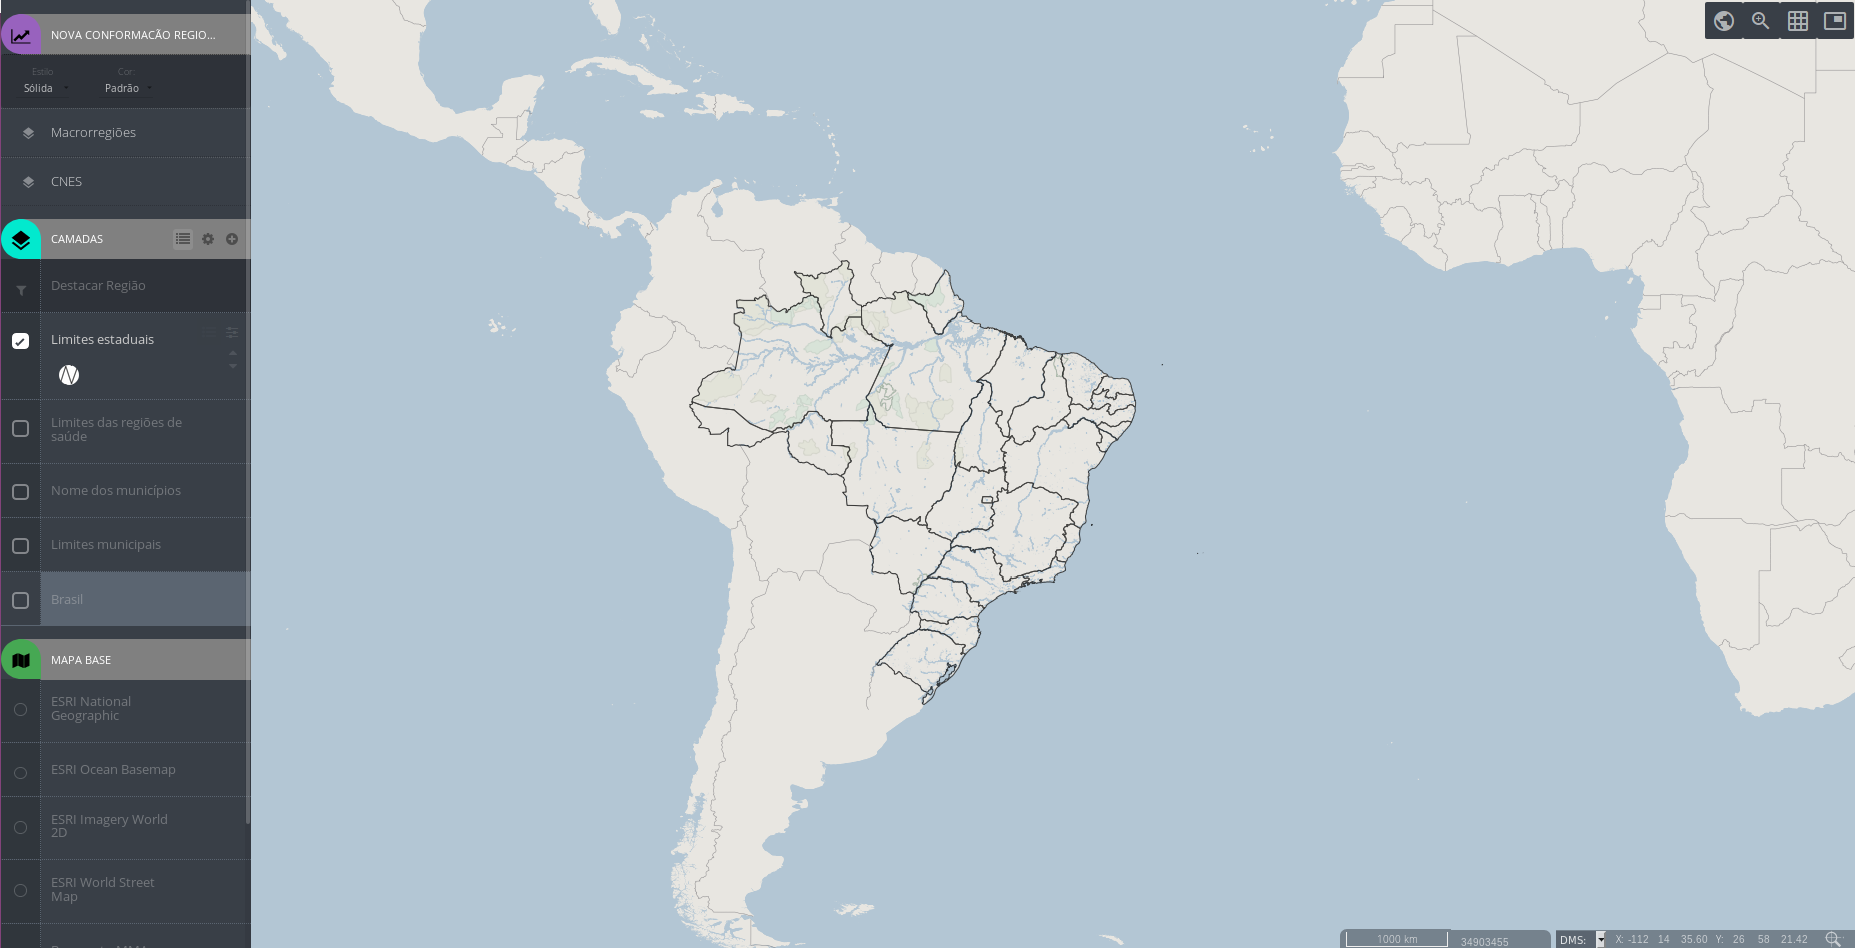 NOVA CONFORMACÃO REGIO...
Estilo
Cor
Sólida
Padrão
Macrorregiões
CNES
CAMADAS
Destacar Região
Limites estaduais
Limites das regiões de
saúde
Nome dos municípios
Limites municipais
Brasil
MAPA BASE
ESRI National
Geographic
ESRI Ocean Basemap
ESRI Imagery World
2D
ESRI World Street
Map
1000 km
34903455
DMS:
X: -112 14 35.60 Y: 26 58 21.42